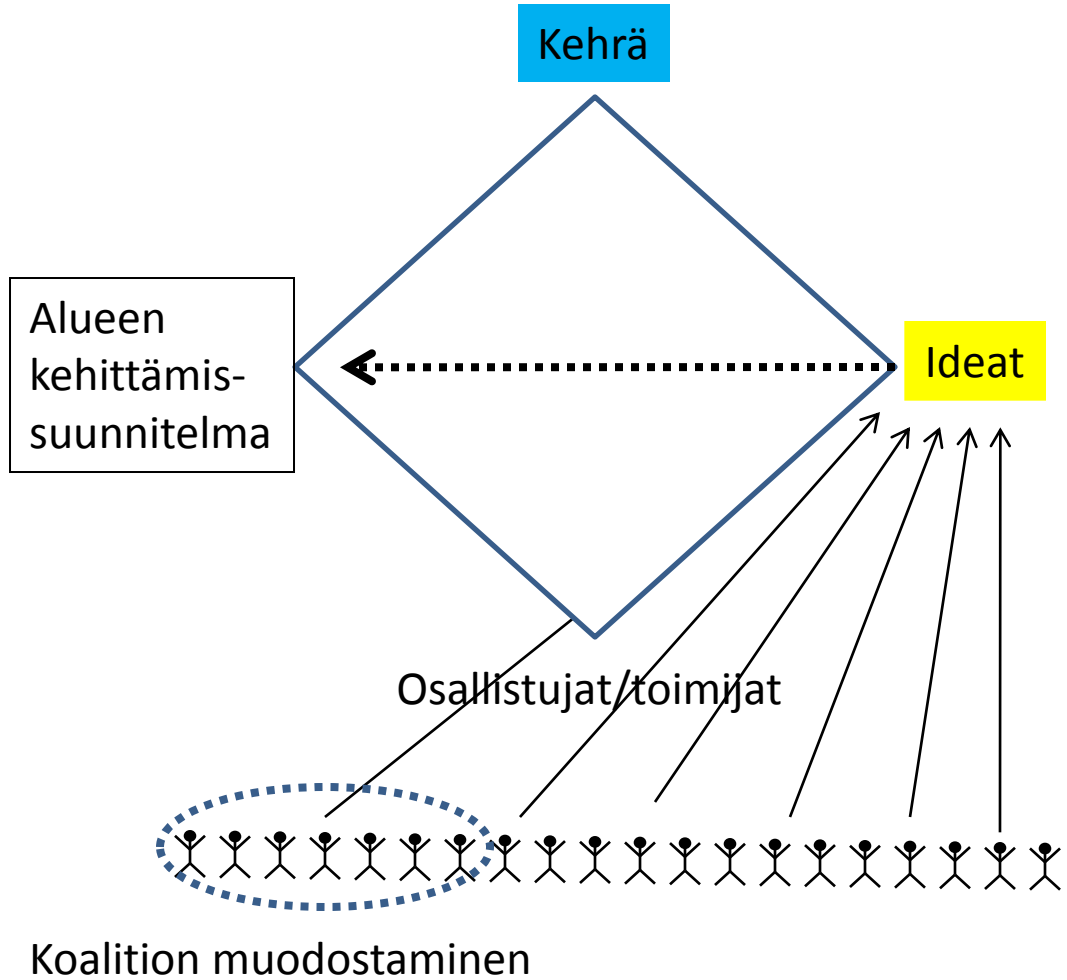 Kehrä
Alueen
kehittämis-
suunnitelma
Ideat
Osallistujat/toimijat
Koalition muodostaminen